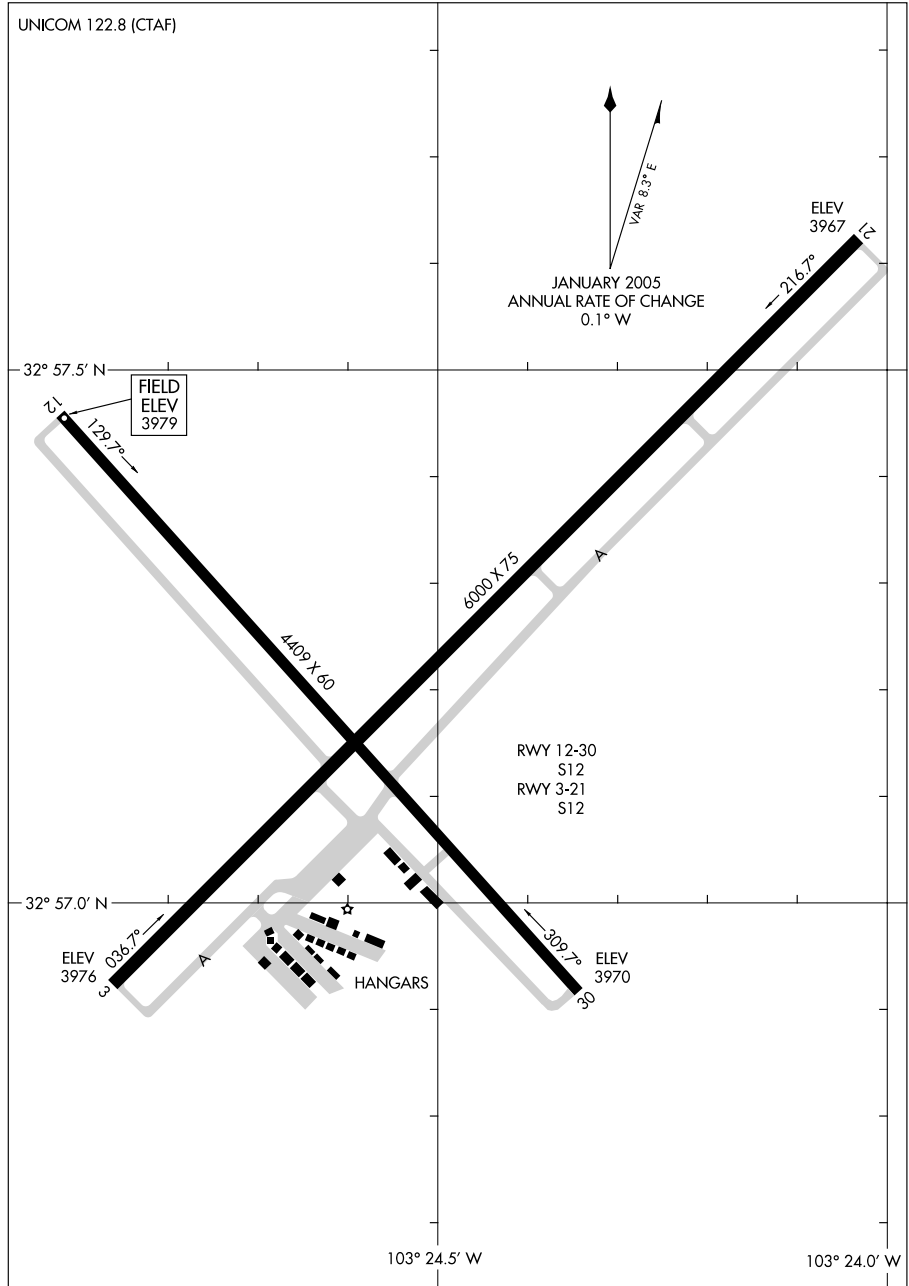 UNICOM 122.8 (CTAF)
VAR 8.3° E
JANUARY 2005
ANNUAL RATE OF CHANGE
0.1° W
ELEV
3967
21
216.7°
32° 57.5' N
FIELD
ELEV
3979
12
129.7°
6000 X 75
A
4409 X 60
RWY 12-30
S12
RWY 3-21
S12
32° 57.0' N
036.7°
ELEV
3976
3
A
HANGARS
309.7°
ELEV
3970
30
103° 24.5' W
103° 24.0' W